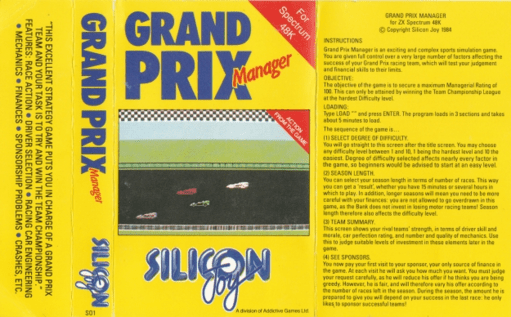 "THIS EXCELLENT STRATEGY GAME PUTS YOU IN CHARGE OF A GRAND PRIX
TEAM AND YOUR TASK IS TO TRY AND WIN THE TEAM CHAMPIONSHIP."
FEATURES: RACE ACTION • DRIVER SELECTION • RACING CAR ENGINEERING
• MECHANICS • FINANCES • SPONSORSHIP PROBLEMS • CRASHES, ETC.
GRAND PRIX
Manager
SILICON
Joy
S01
For
Spectrum
48K
GRAND
PRIX
Manager
ACTION
FROM THE GAME
SILICON
Joy
A division of Addictive Games Ltd
GRAND PRIX MANAGER
for ZX Spectrum 48K
© Copyright Silicon Joy 1984
INSTRUCTIONS
Grand Prix Manager is an exciting and complex sports simulation game.
You are given full control over a very large number of factors affecting the
success of your Grand Prix racing team, which will test your judgement
and financial skills to their limits.
OBJECTIVE:
The objective of the game is to secure a maximum Managerial Rating of
100. This can only be attained by winning the Team Championship League
at the hardest Difficulty level.
LOADING:
Type LOAD "" and press ENTER. The program loads in 3 sections and takes
about 5 minutes to load.
The sequence of the game is...
(1) SELECT DEGREE OF DIFFICULTY.
You will go straight to the screen after the title screen. You may choose
any difficulty level between 1 and 10, 1 being the hardest level and 10 the
easiest. Degree of difficulty selected affects nearly every factor in
the game, so beginners would be advised to start at an easy level.
(2) SEASON LENGTH.
You can select your season length in terms of number of races. This way
you can get a 'result', whether you have 15 minutes or several hours in
which to play. In addition, longer seasons will mean you need to be more
careful with your finances: you are not allowed to go overdrawn in this
game, as the Bank does not invest in losing motor racing teams! Season
length therefore also affects the difficulty level.
(3) TEAM SUMMARY.
This screen shows your rival teams' strength, in terms of driver skill and
morale, car perfection rating, and number and quality of mechanics. Use
this to judge suitable levels of investment in those elements later in the
game.
(4) SEE SPONSORS.
You now pay your first visit to your sponsor, your only source of finance in
the game. At each visit he will ask you how much you want. You must judge
your request carefully, as he will reduce his offer if he thinks you are being
greedy. However, he is fair, and will therefore vary his offer according to
the number of races left in the season. During the season, the amount he is
prepared to give you will depend on your success in the last race: he only
likes to sponsor successful teams!